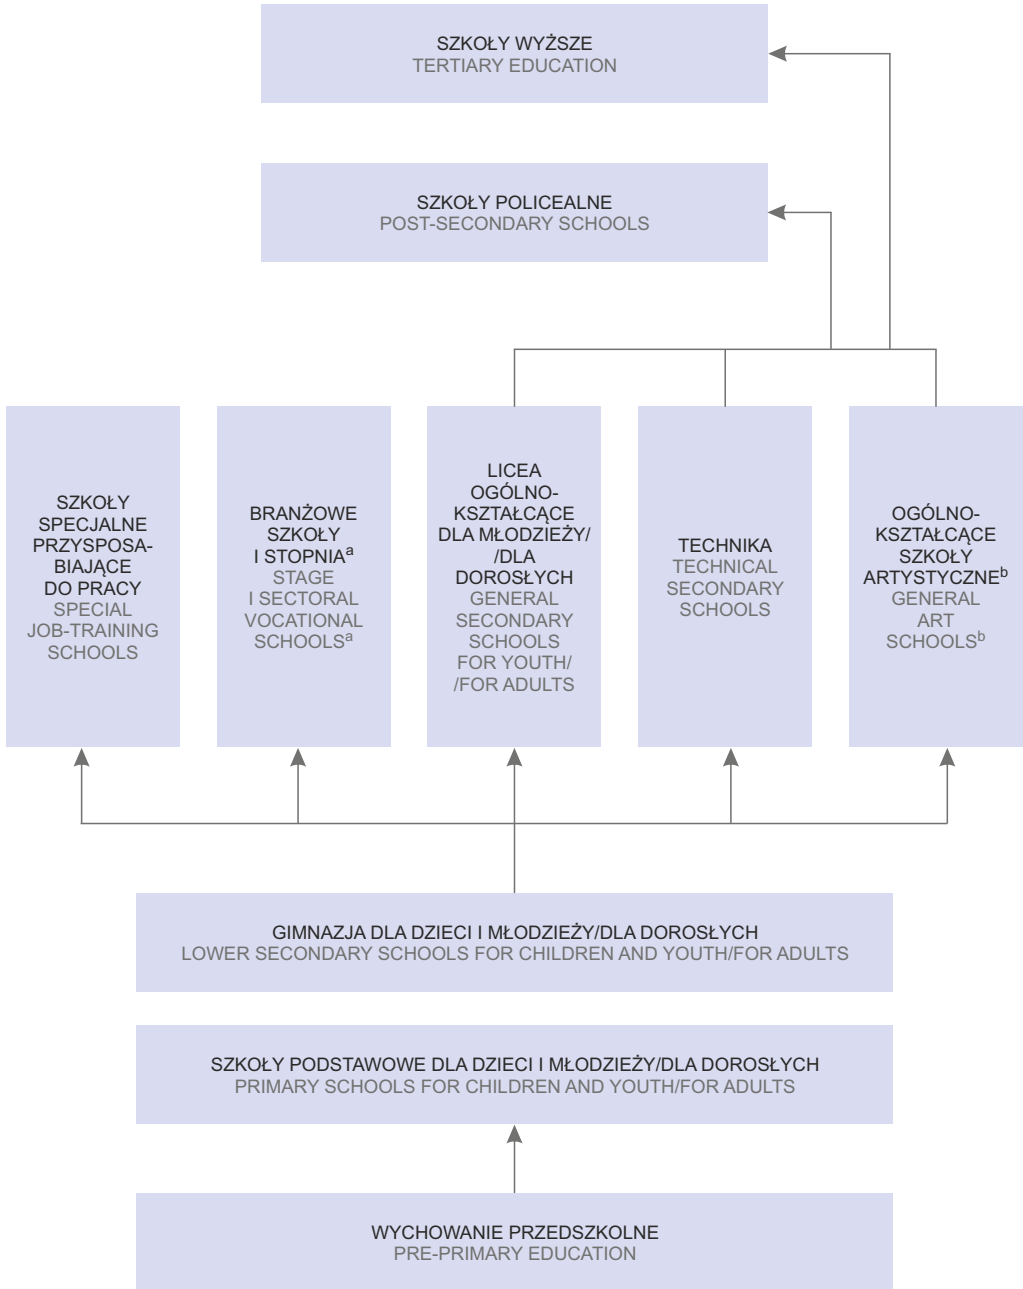 SZKOŁY WYŻSZE
TERTIARY EDUCATION
SZKOŁY POLICEALNE
POST-SECONDARY SCHOOLS
SZKOŁY
SPECJALNE
PRZYSPOSA-
BIAJĄCE
DO PRACY
SPECIAL
JOB-TRAINING
SCHOOLS
BRANŻOWE
SZKOŁY
I STOPNIAᵃ
STAGE
I SECTORAL
VOCATIONAL
SCHOOLSᵃ
LICEA
OGÓLNO-
KSZTAŁCĄCE
DLA MŁODZIEŻY/
/DLA
DOROSŁYCH
GENERAL
SECONDARY
SCHOOLS
FOR YOUTH/
/FOR ADULTS
TECHNIKA
TECHNICAL
SECONDARY
SCHOOLS
OGÓLNO-
KSZTAŁCĄCE
SZKOŁY
ARTYSTYCZNEᵇ
GENERAL
ART
SCHOOLSᵇ
GIMNAZJA DLA DZIECI I MŁODZIEŻY/DLA DOROSŁYCH
LOWER SECONDARY SCHOOLS FOR CHILDREN AND YOUTH/FOR ADULTS
SZKOŁY PODSTAWOWE DLA DZIECI I MŁODZIEŻY/DLA DOROSŁYCH
PRIMARY SCHOOLS FOR CHILDREN AND YOUTH/FOR ADULTS
WYCHOWANIE PRZEDSZKOLNE
PRE-PRIMARY EDUCATION